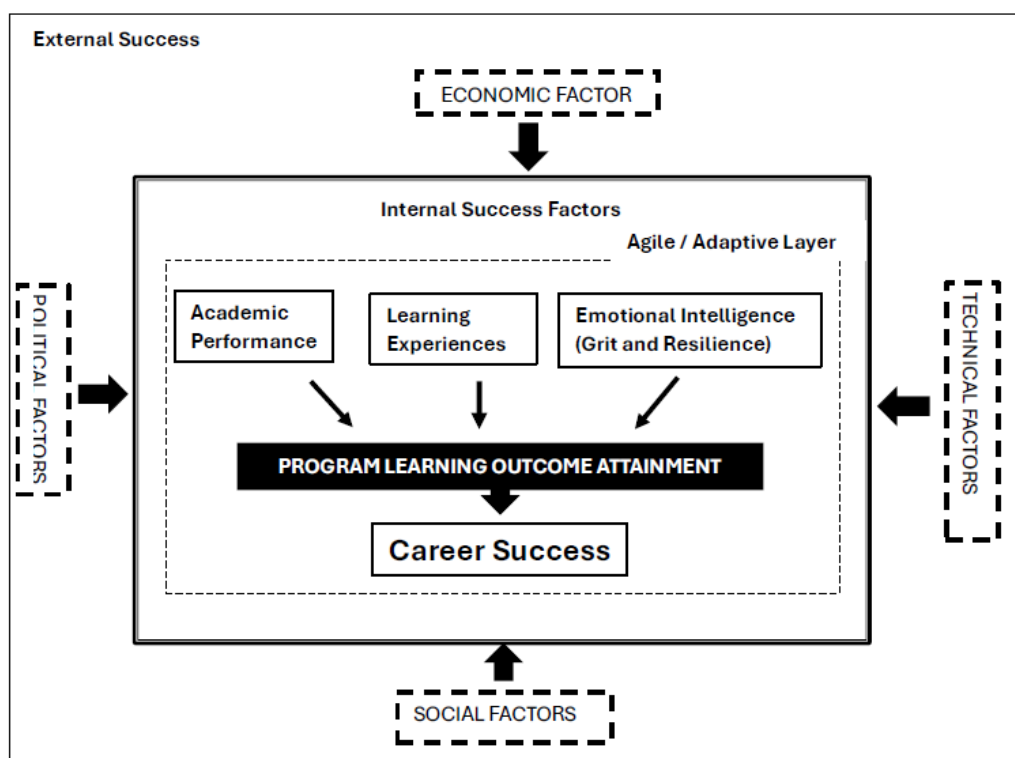 External Success
ECONOMIC FACTOR
Internal Success Factors
Agile / Adaptive Layer
POLITICAL FACTORS
Academic
Performance
Learning
Experiences
Emotional Intelligence
(Grit and Resilience)
TECHNICAL FACTORS
PROGRAM LEARNING OUTCOME ATTAINMENT
Career Success
SOCIAL FACTORS